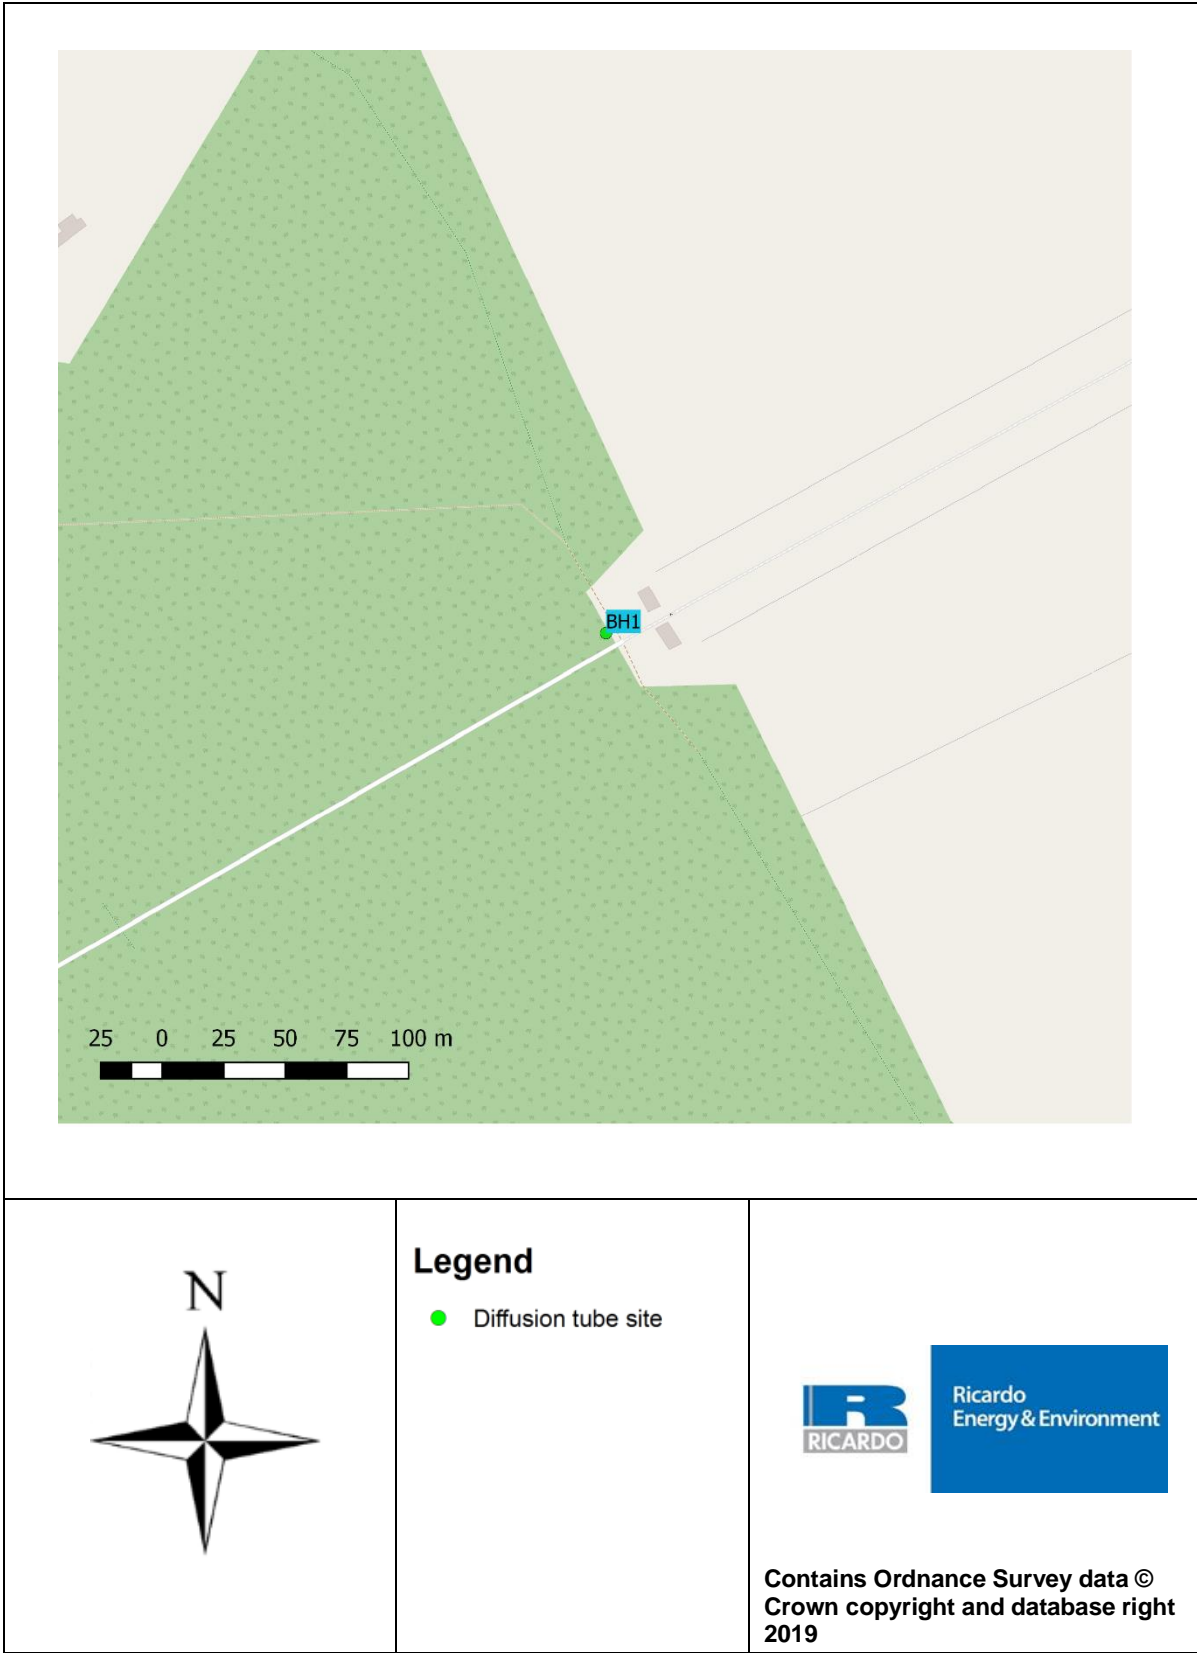 BH1
25 0 25 50 75 100 m
N
Legend
Diffusion tube site
R
RICARDO
Ricardo
Energy & Environment
Contains Ordnance Survey data ©
Crown copyright and database right
2019